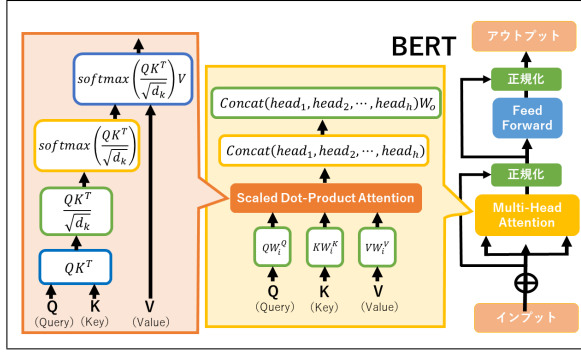 BERT
softmax(QK^T/√d_k)V
softmax(QK^T/√d_k)
QK^T/√d_k
QK^T
Q K V
(Query) (Key) (Value)
Concat(head_1, head_2, ⋯, head_h)W_o
Concat(head_1, head_2, ⋯, head_h)
Scaled Dot-Product Attention
QW_i^Q KW_i^K VW_i^V
Q K V
(Query) (Key) (Value)
アウトプット
正規化
Feed
Forward
正規化
Multi-Head
Attention
インプット